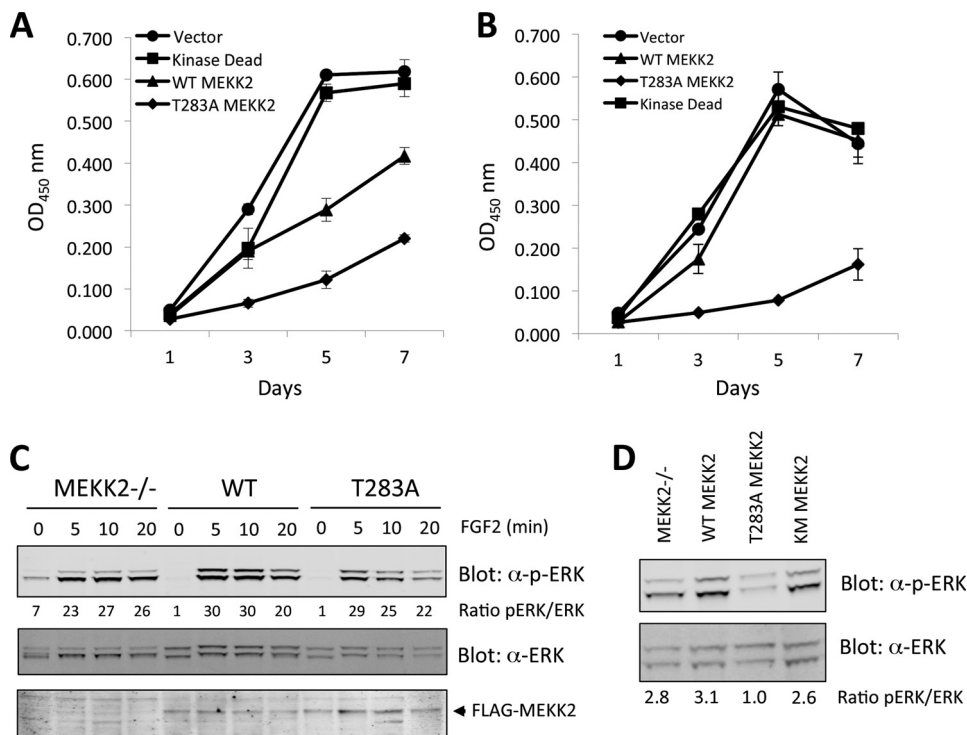 A
0.700
0.600
0.500
0.400
0.300
0.200
0.100
0.000
OD450 nm
Vector
Kinase Dead
WT MEKK2
T283A MEKK2
1 3 5 7
Days
B
0.700
0.600
0.500
0.400
0.300
0.200
0.100
0.000
OD450 nm
Vector
WT MEKK2
T283A MEKK2
Kinase Dead
1 3 5 7
Days
C
MEKK2-/- WT T283A
0 5 10 20 0 5 10 20 0 5 10 20 FGF2 (min)
Blot: α-p-ERK
7 23 27 26 1 30 30 20 1 29 25 22 Ratio pERK/ERK
Blot: α-ERK
FLAG-MEKK2
D
MEKK2-/-
WT MEKK2
T283A MEKK2
KM MEKK2
Blot: α-p-ERK
Blot: α-ERK
2.8 3.1 1.0 2.6 Ratio pERK/ERK